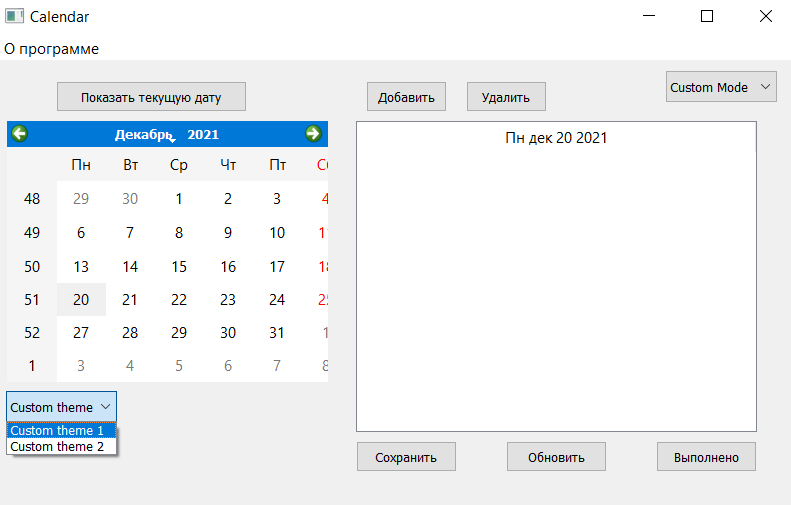 Calendar
О программе
Показать текущую дату
Добавить
Удалить
Custom Mode
Декабрь 2021
Пн Вт Ср Чт Пт
48 29 30 1 2 3 4
49 6 7 8 9 10
50 13 14 15 16 17
51 20 21 22 23 24
52 27 28 29 30 31 1
1 3 4 5 6 7 8
Пн дек 20 2021
Custom theme
Custom theme 1
Custom theme 2
Сохранить
Обновить
Выполнено